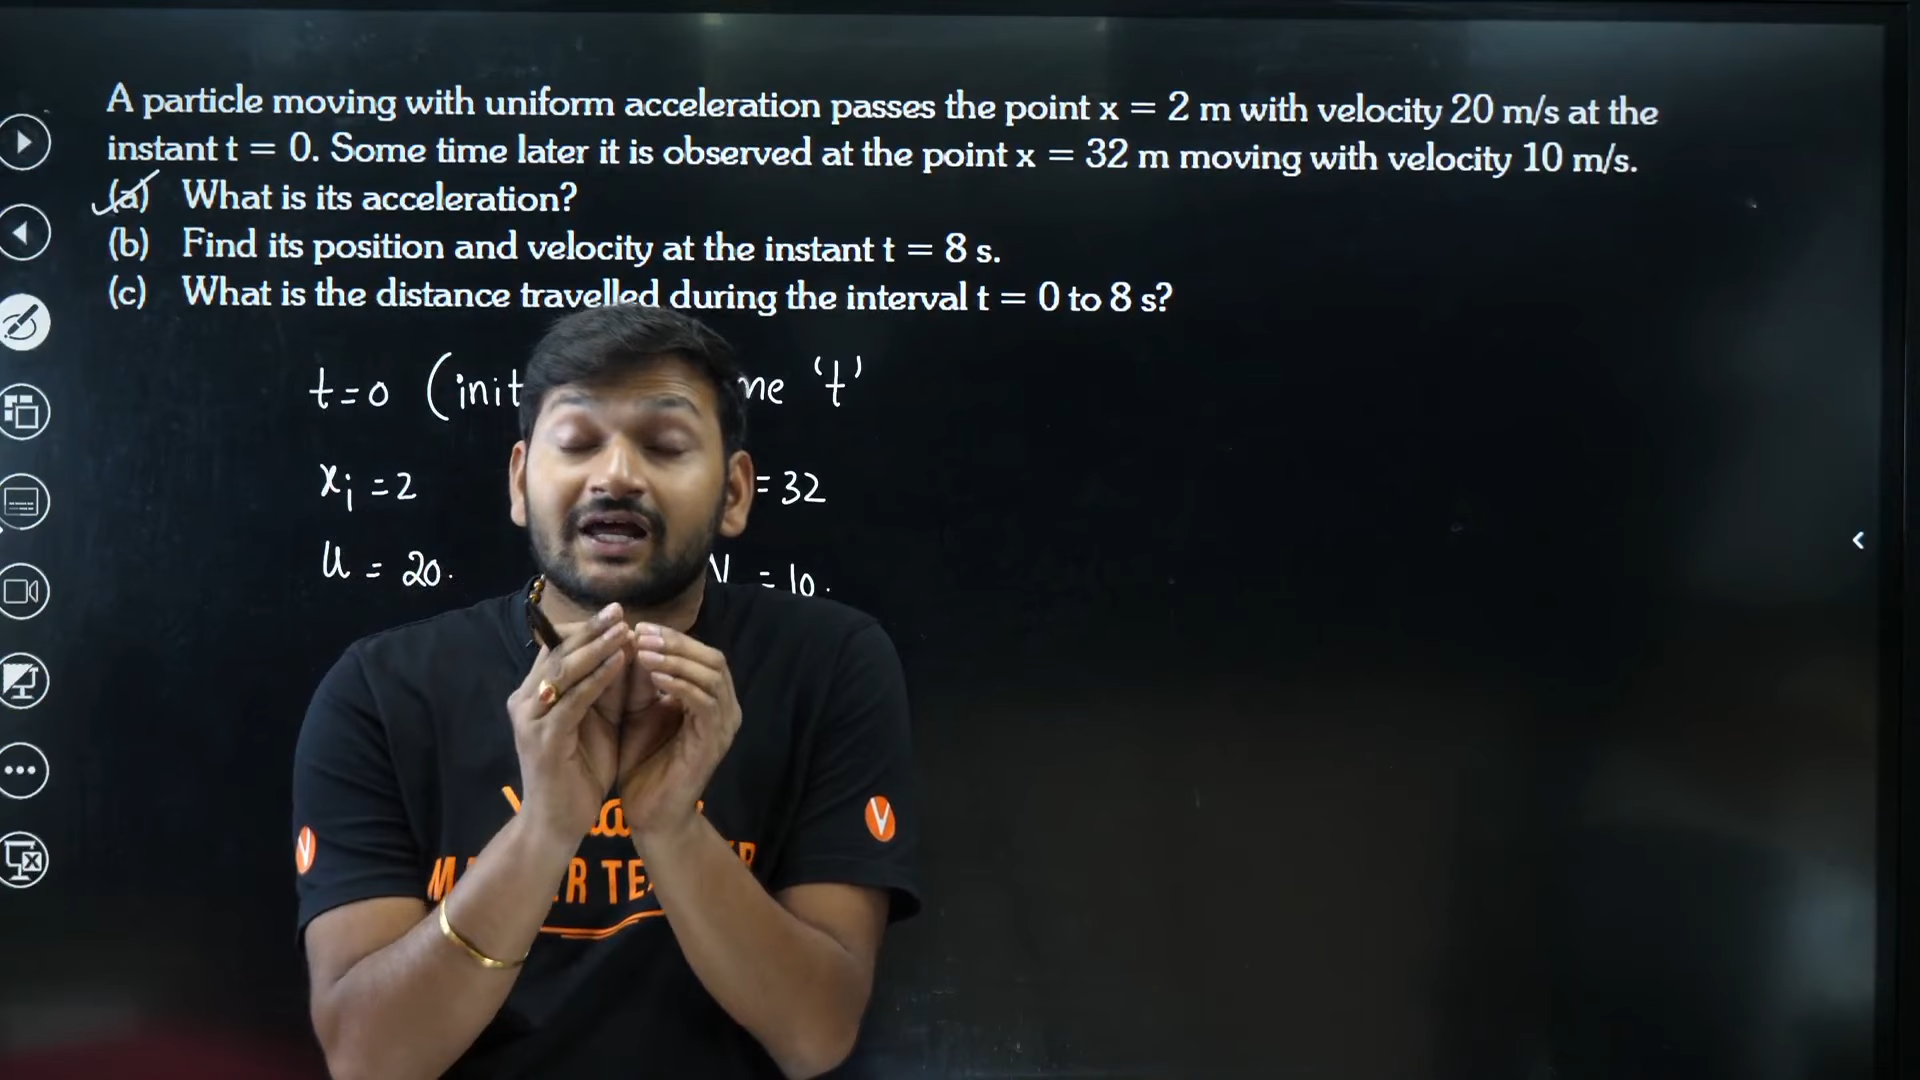 A particle moving with uniform acceleration passes the point x = 2 m with velocity 20 m/s at the
instant t = 0. Some time later it is observed at the point x = 32 m moving with velocity 10 m/s.
(a) What is its acceleration?
(b) Find its position and velocity at the instant t = 8 s.
(c) What is the distance travelled during the interval t = 0 to 8 s?
t=0 (init 't'
xi =2 =32
u = 20. V = 10.
V V